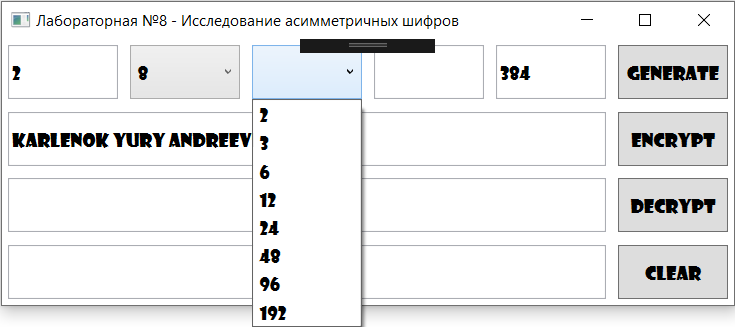 Лабораторная №8 - Исследование асимметричных шифров
2 8 384 GENERATE
KARLENOK YURY ANDREEV ENCRYPT
DECRYPT
CLEAR
2
3
6
12
24
48
96
192